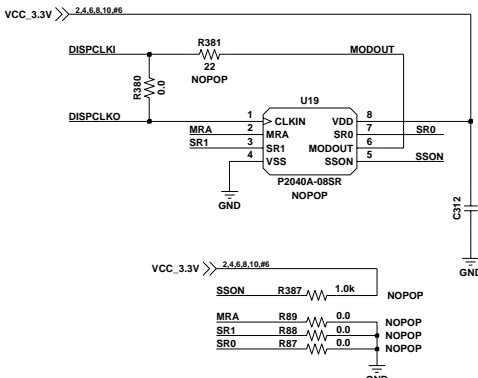 VCC_3.3V 2,4,6,8,10,#6
DISPCLKI R381 MODOUT
22
NOPOP
R380
0.0
U19
DISPCLKO 1 CLKIN VDD 8
MRA 2 MRA SR0 7 SR0
SR1 3 SR1 MODOUT 6
4 VSS SSON 5 SSON
P2040A-08SR
NOPOP
GND
C312
GND
VCC_3.3V 2,4,6,8,10,#6
SSON R387 1.0k NOPOP
MRA R89 0.0 NOPOP
SR1 R88 0.0 NOPOP
SR0 R87 0.0 NOPOP
GND